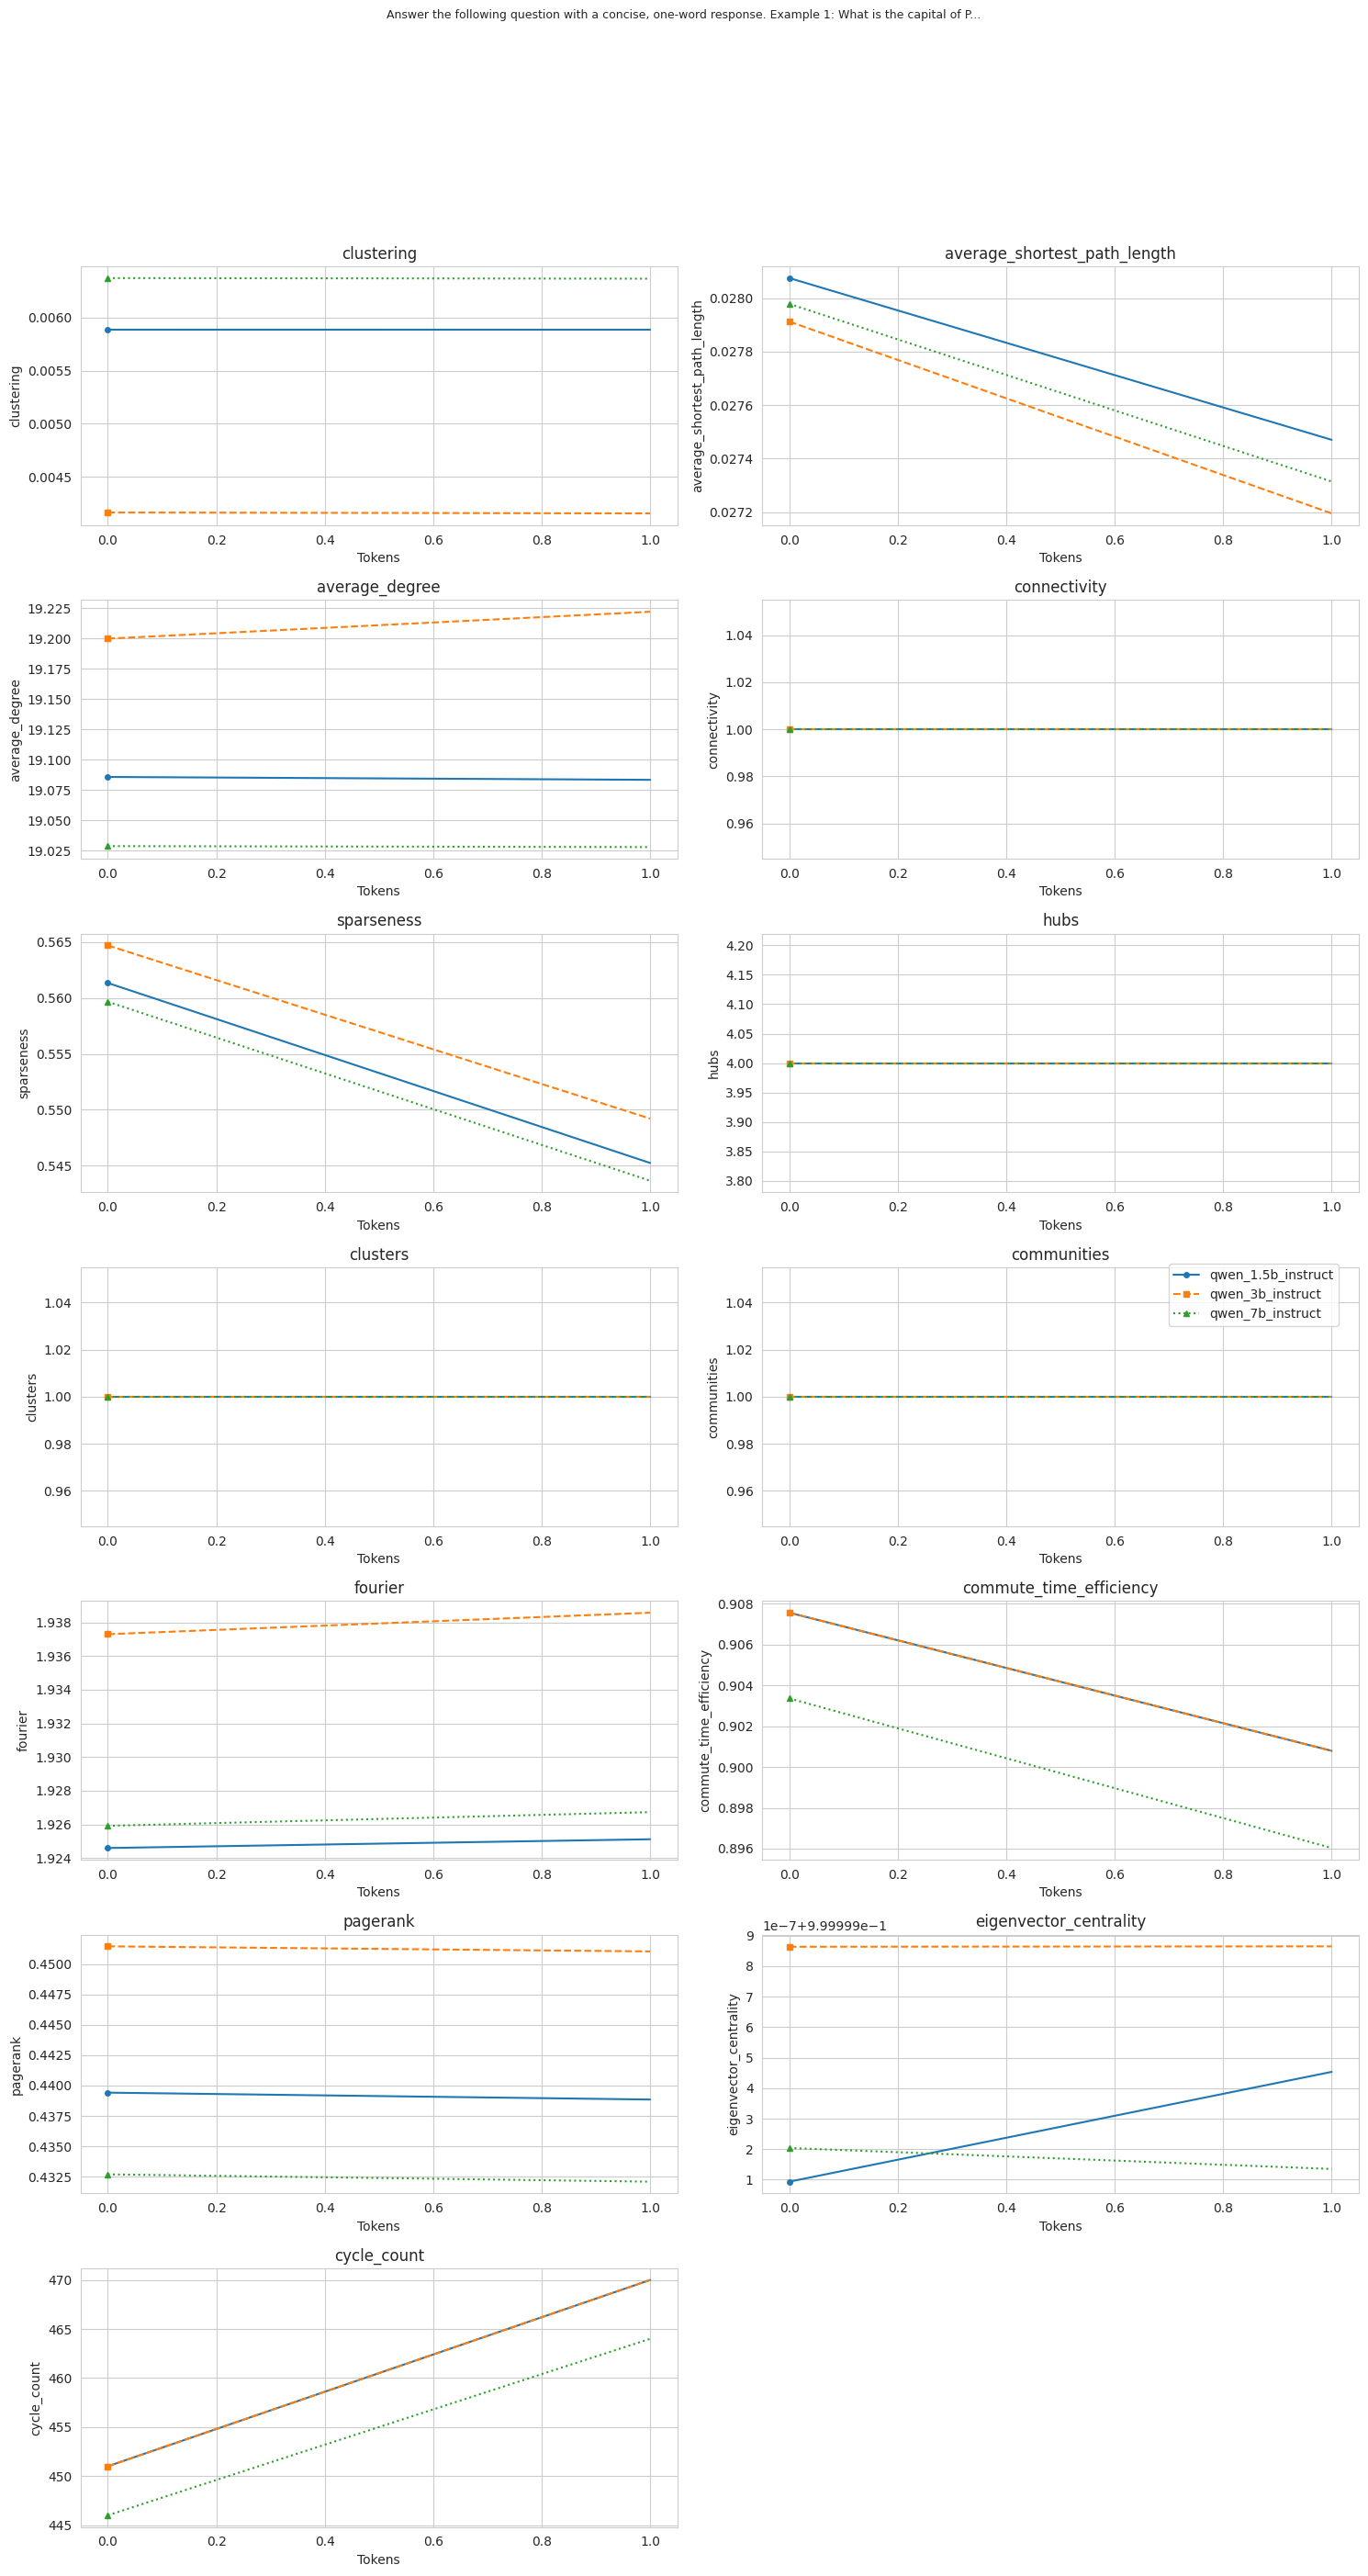 Answer the following question with a concise, one-word response. Example 1: What is the capital of P...
clustering
clustering
0.0060
0.0055
0.0050
0.0045
0.0 0.2 0.4 0.6 0.8 1.0
Tokens
average_shortest_path_length
average_shortest_path_length
0.0280
0.0278
0.0276
0.0274
0.0272
0.0 0.2 0.4 0.6 0.8 1.0
Tokens
average_degree
average_degree
19.225
19.200
19.175
19.150
19.125
19.100
19.075
19.050
19.025
0.0 0.2 0.4 0.6 0.8 1.0
Tokens
connectivity
connectivity
1.04
1.02
1.00
0.98
0.96
0.0 0.2 0.4 0.6 0.8 1.0
Tokens
sparseness
sparseness
0.565
0.560
0.555
0.550
0.545
0.0 0.2 0.4 0.6 0.8 1.0
Tokens
hubs
hubs
4.20
4.15
4.10
4.05
4.00
3.95
3.90
3.85
3.80
0.0 0.2 0.4 0.6 0.8 1.0
Tokens
clusters
clusters
1.04
1.02
1.00
0.98
0.96
0.0 0.2 0.4 0.6 0.8 1.0
Tokens
communities
communities
1.04
1.02
1.00
0.98
0.96
0.0 0.2 0.4 0.6 0.8 1.0
Tokens
qwen_1.5b_instruct
qwen_3b_instruct
qwen_7b_instruct
fourier
fourier
1.938
1.936
1.934
1.932
1.930
1.928
1.926
1.924
0.0 0.2 0.4 0.6 0.8 1.0
Tokens
commute_time_efficiency
commute_time_efficiency
0.908
0.906
0.904
0.902
0.900
0.898
0.896
0.0 0.2 0.4 0.6 0.8 1.0
Tokens
pagerank
pagerank
0.4500
0.4475
0.4450
0.4425
0.4400
0.4375
0.4350
0.4325
0.0 0.2 0.4 0.6 0.8 1.0
Tokens
1e−7+9.99999e−1
eigenvector_centrality
eigenvector_centrality
9
8
7
6
5
4
3
2
1
0.0 0.2 0.4 0.6 0.8 1.0
Tokens
cycle_count
cycle_count
470
465
460
455
450
445
0.0 0.2 0.4 0.6 0.8 1.0
Tokens